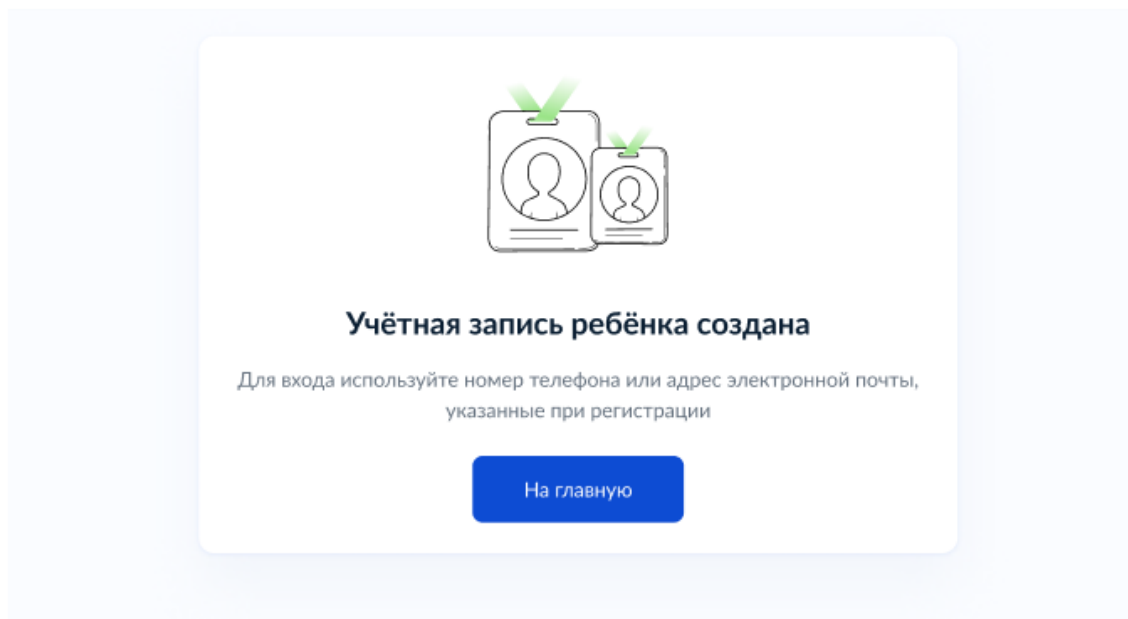 Учётная запись ребёнка создана
Для входа используйте номер телефона или адрес электронной почты,
указанные при регистрации
На главную